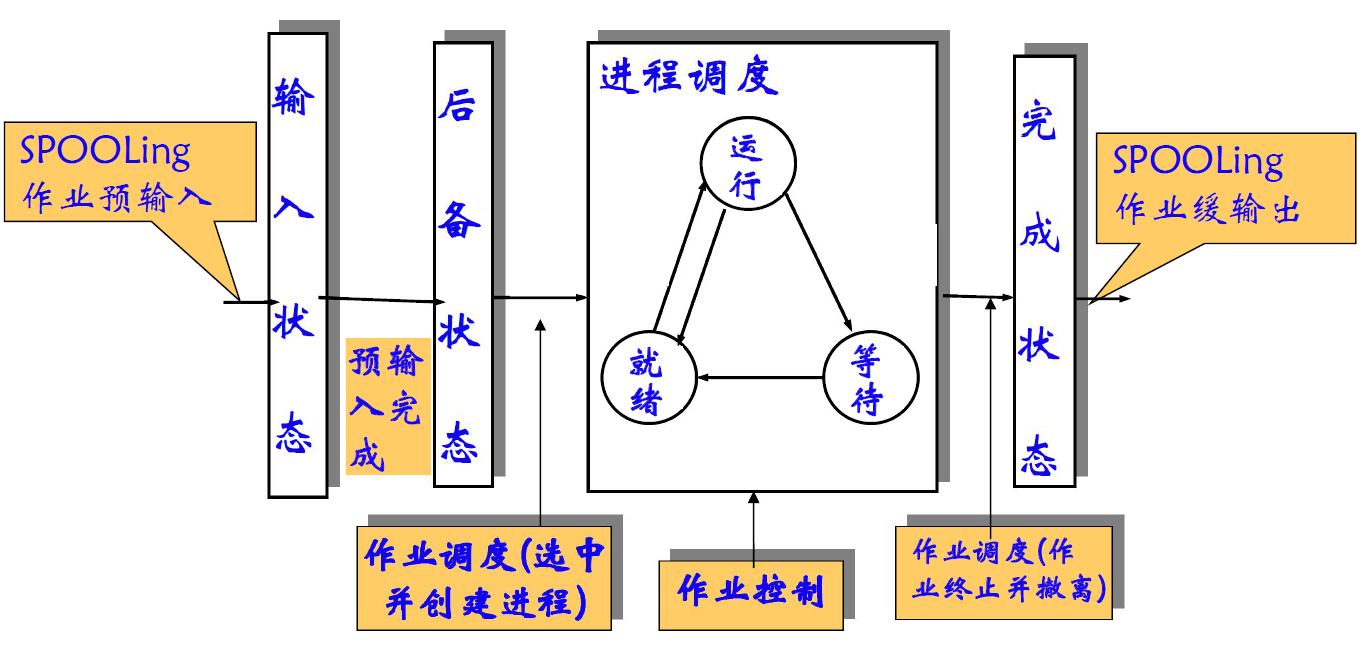 SPOOLing
作业预输入
输入状态
预输
入完
成
后备状态
进程调度
运
行
就
绪
等
待
完成状态
SPOOLing
作业缓输出
作业调度(选中
并创建进程)
作业控制
作业调度(作
业终止并撤离)